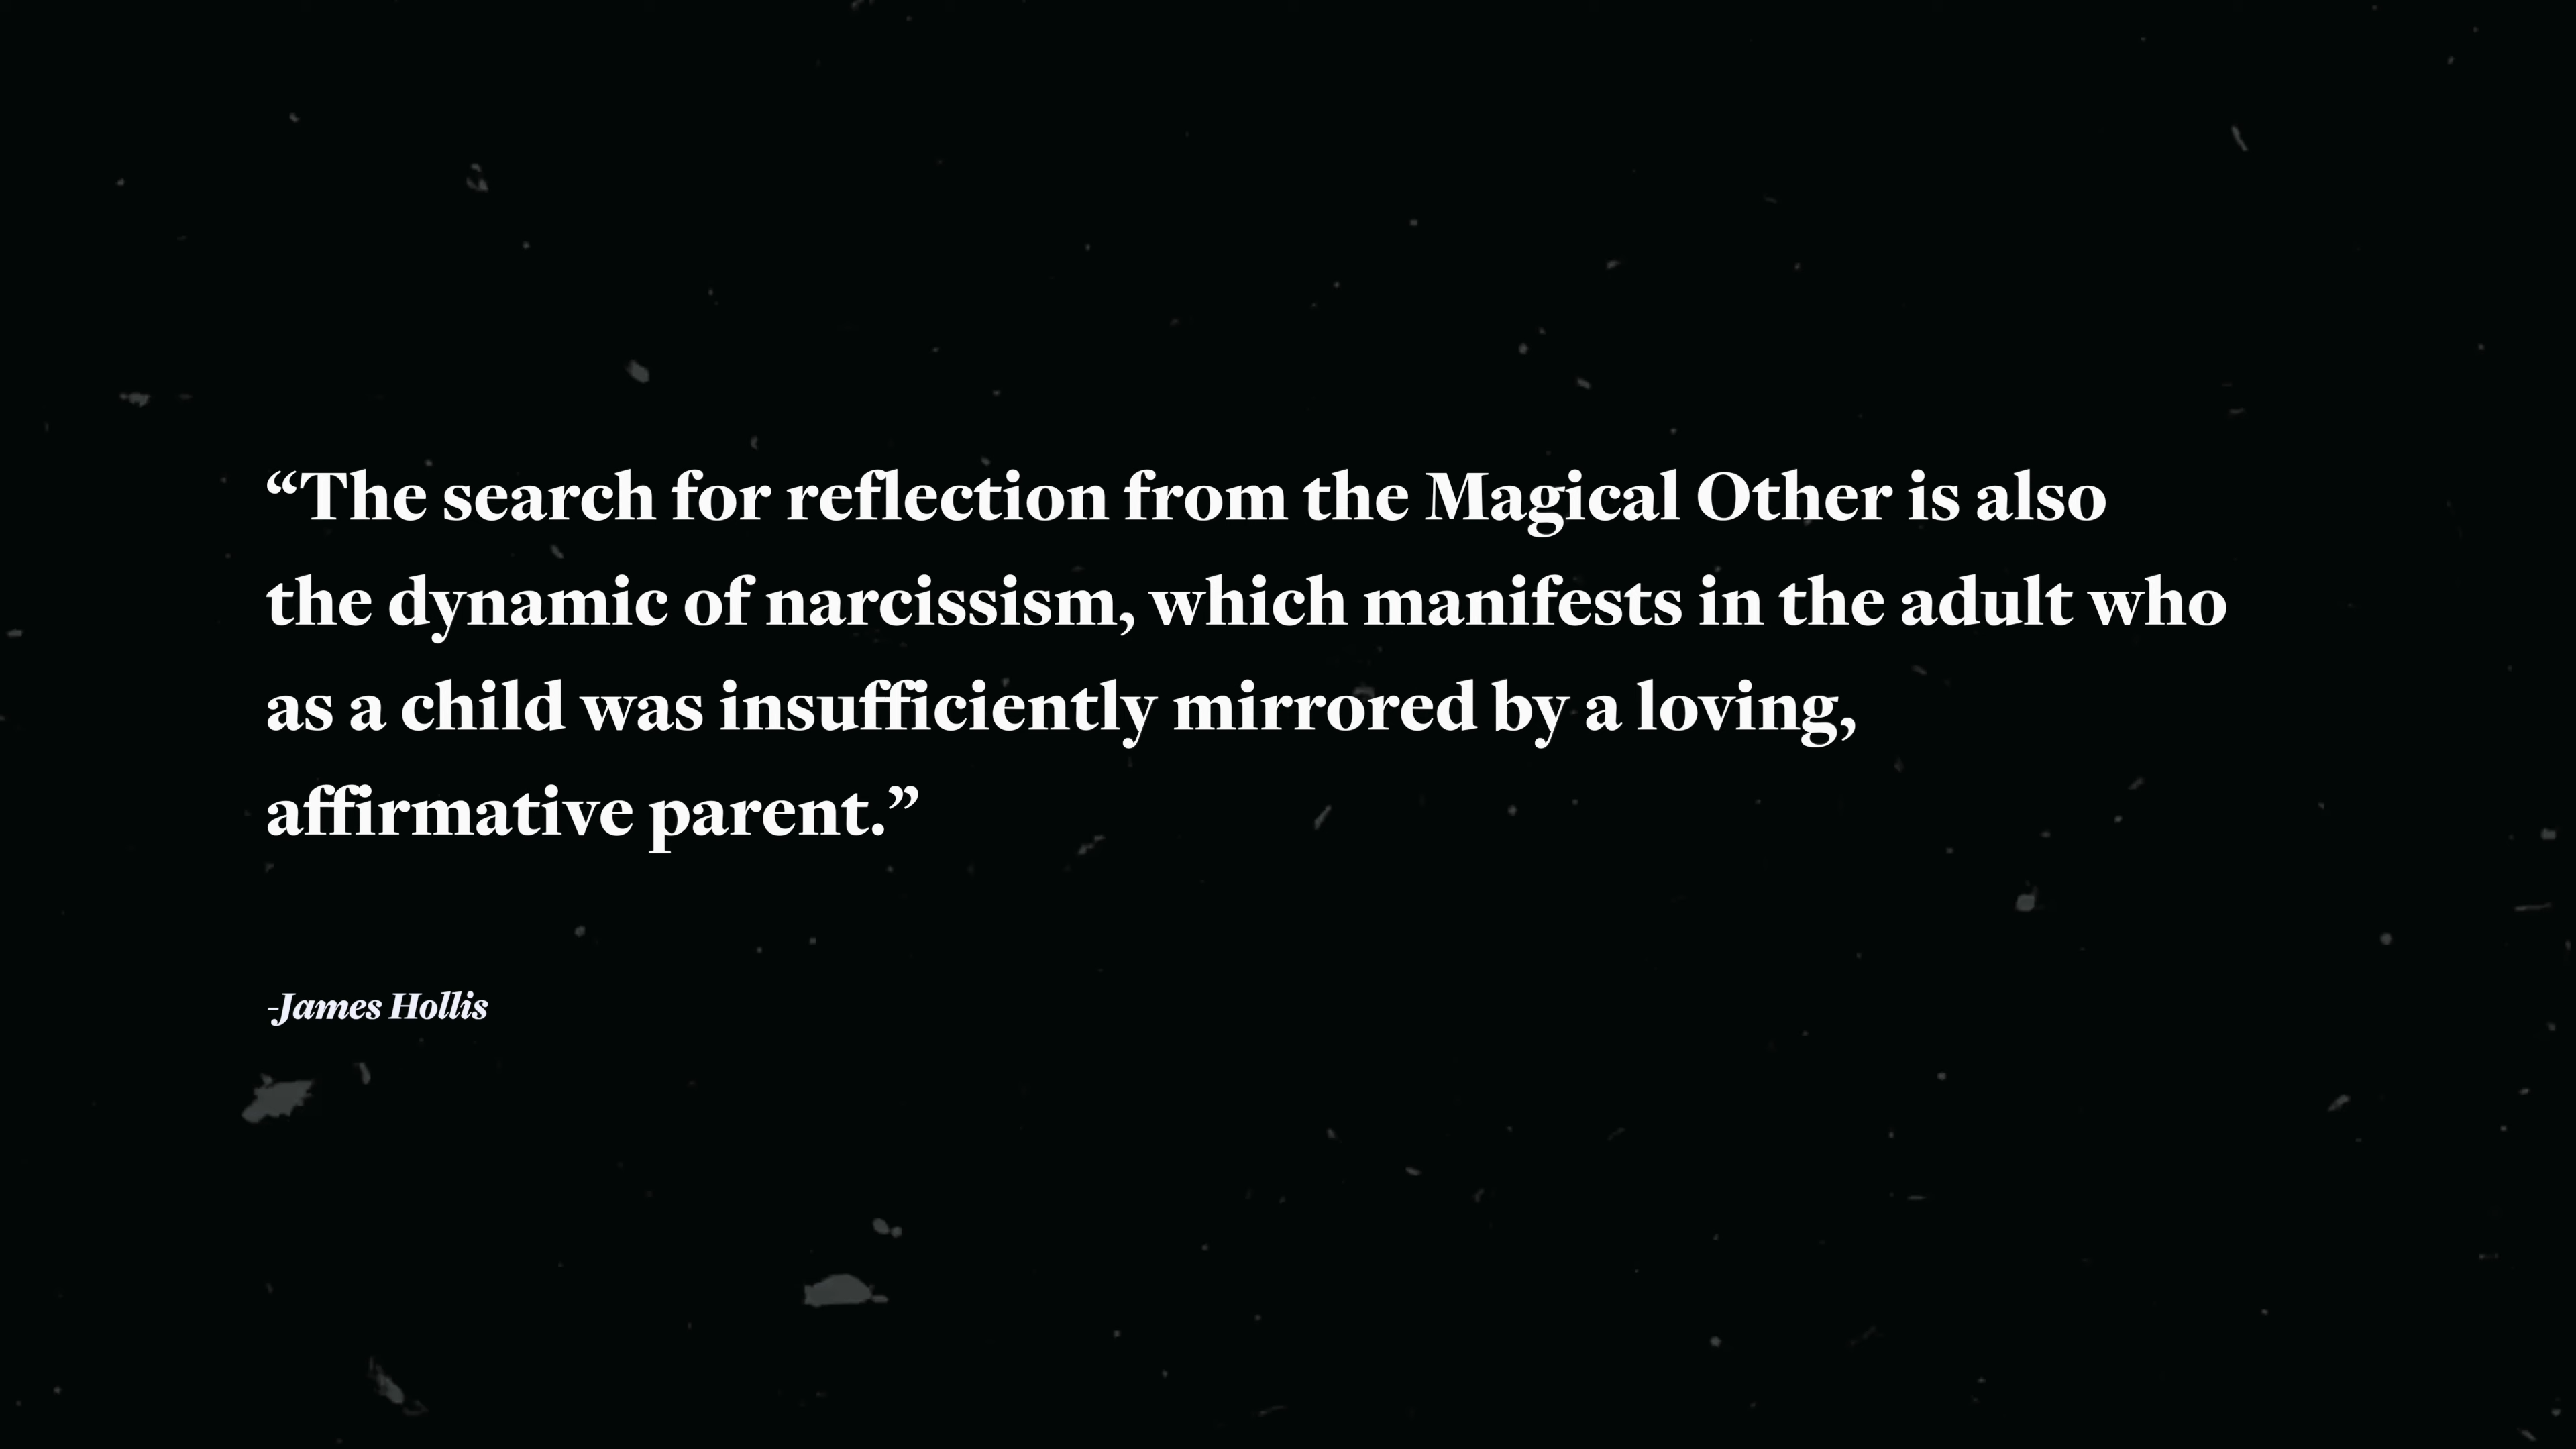 “The search for reflection from the Magical Other is also
the dynamic of narcissism, which manifests in the adult who
as a child was insufficiently mirrored by a loving,
affirmative parent.”
-James Hollis